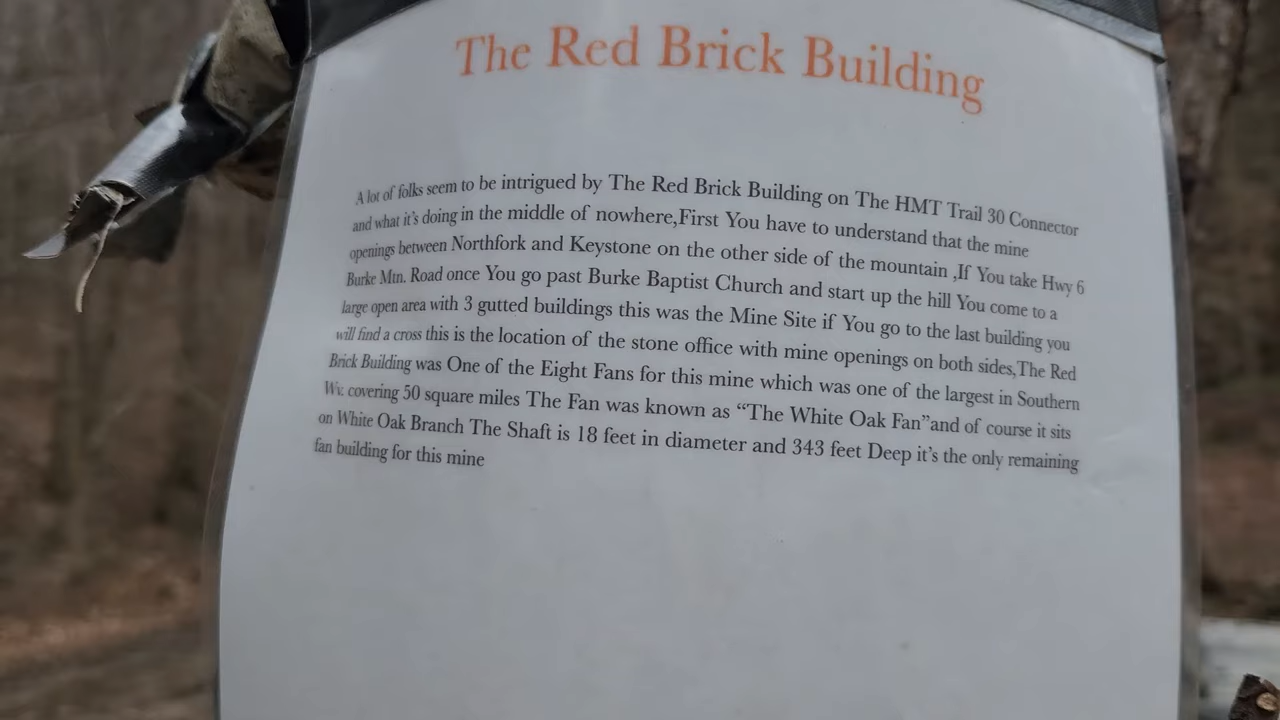 The Red Brick Building
A lot of folks seem to be intrigued by The Red Brick Building on The HMT Trail 30 Connector
and what it's doing in the middle of nowhere,First You have to understand that the mine
openings between Northfork and Keystone on the other side of the mountain ,If You take Hwy 6
Burke Mtn. Road once You go past Burke Baptist Church and start up the hill You come to a
large open area with 3 gutted buildings this was the Mine Site if You go to the last building you
will find a cross this is the location of the stone office with mine openings on both sides,The Red
Brick Building was One of the Eight Fans for this mine which was one of the largest in Southern
Wv. covering 50 square miles The Fan was known as “The White Oak Fan”and of course it sits
on White Oak Branch The Shaft is 18 feet in diameter and 343 feet Deep it's the only remaining
fan building for this mine